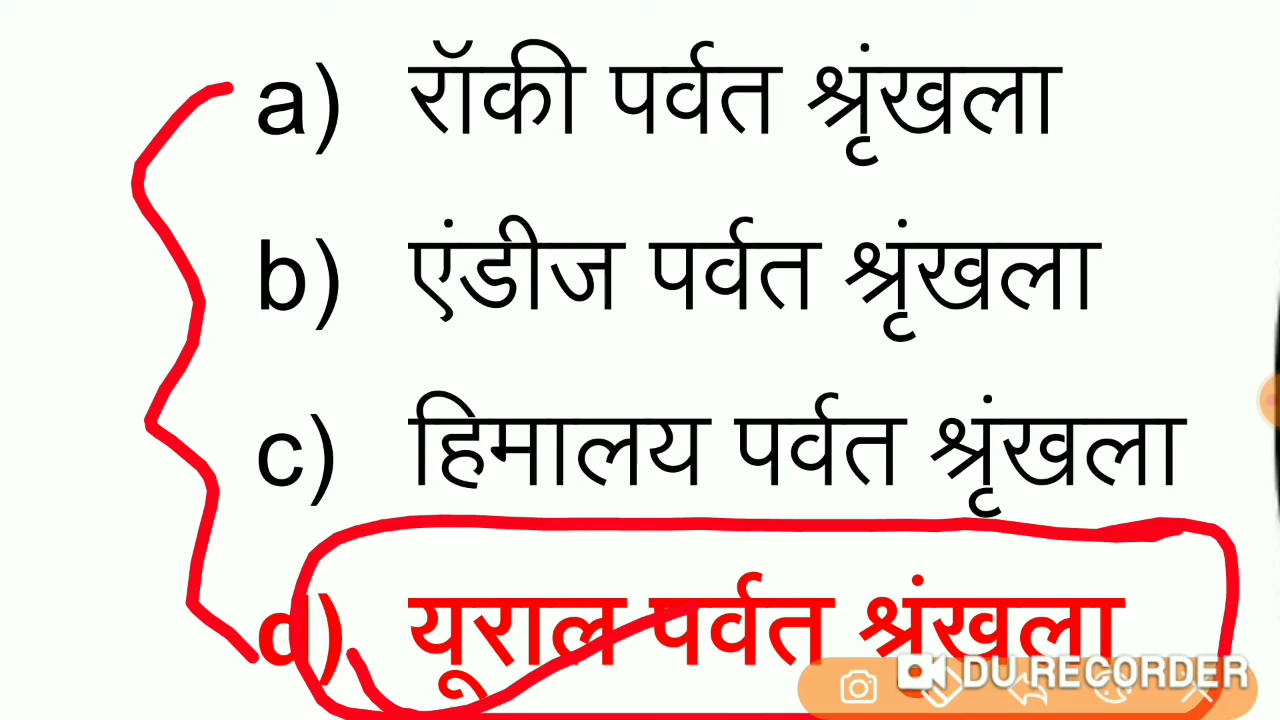 a) रॉकी पर्वत श्रृंखला
b) एंडीज पर्वत श्रृंखला
c) हिमालय पर्वत श्रृंखला
d) यूराल पर्वत श्रंखला
DU RECORDER